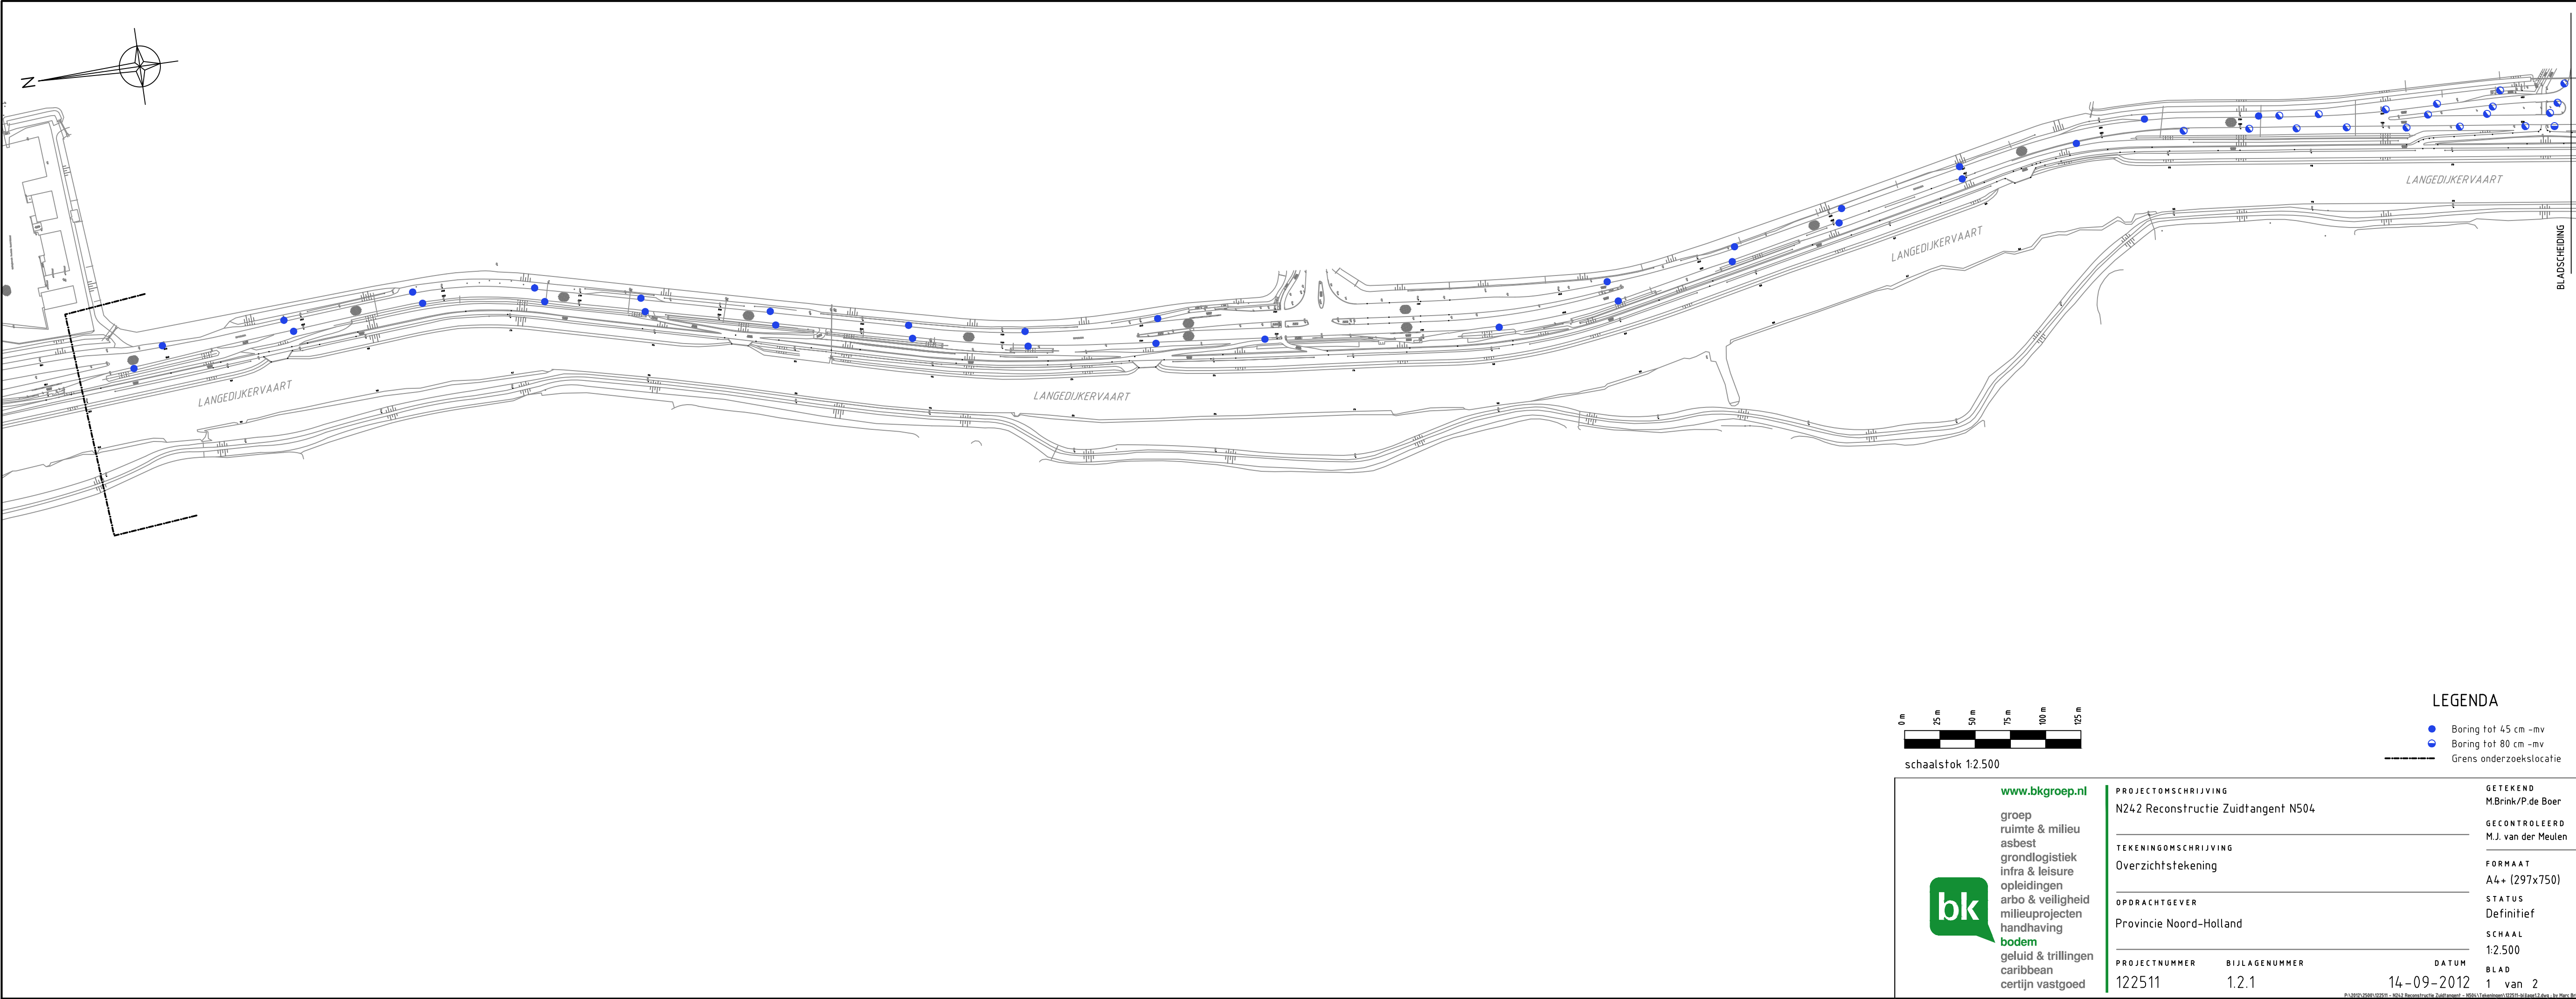 N
LANGEDIJKERVAART
LANGEDIJKERVAART
LANGEDIJKERVAART
LANGEDIJKERVAART
BLADSCHEIDING
0 m
25 m
50 m
75 m
100 m
125 m
schaalstok 1:2.500
LEGENDA
Boring tot 45 cm -mv
Boring tot 80 cm -mv
Grens onderzoekslocatie
www.bkgroep.nl
groep
ruimte & milieu
asbest
grondlogistiek
infra & leisure
opleidingen
arbo & veiligheid
milieuprojecten
handhaving
bodem
geluid & trillingen
caribbean
certijn vastgoed
bk
PROJECTOMSCHRIJVING
N242 Reconstructie Zuidtangent N504
TEKENINGOMSCHRIJVING
Overzichtstekening
OPDRACHTGEVER
Provincie Noord-Holland
PROJECTNUMMER BIJLAGENUMMER DATUM
122511 1.2.1 14-09-2012
GETEKEND
M.Brink/P.de Boer
GECONTROLEERD
M.J. van der Meulen
FORMAAT
A4+ (297x750)
STATUS
Definitief
SCHAAL
1:2.500
BLAD
1 van 2